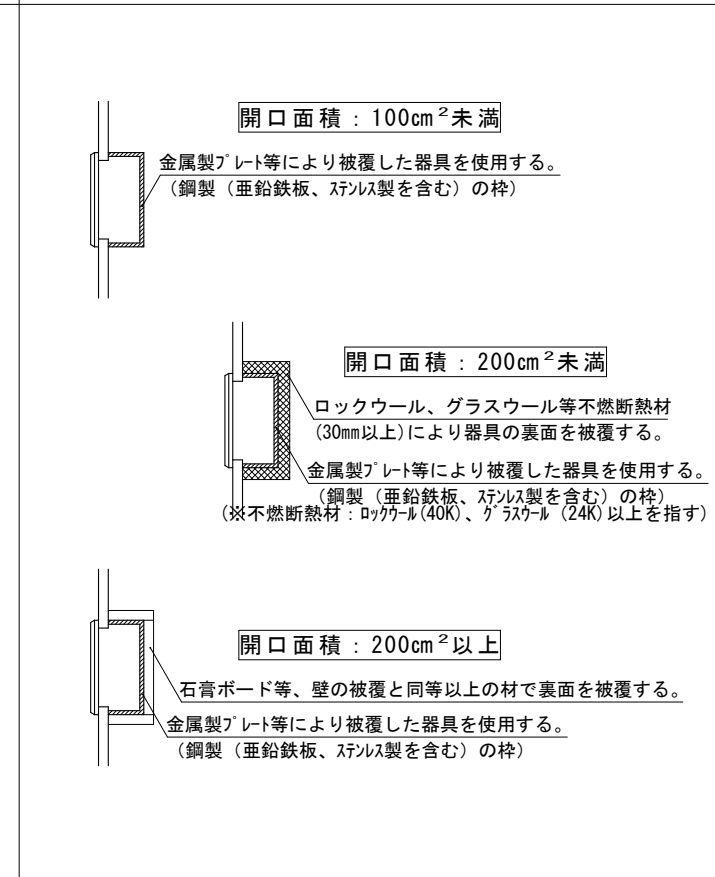 開口面積：100cm²未満
金属製ﾌﾟﾚｰﾄ等により被覆した器具を使用する。
（鋼製（亜鉛鉄板、ｽﾃﾝﾚｽ製を含む）の枠）
開口面積：200cm²未満
ロックウール、グラスウール等不燃断熱材
(30mm以上)により器具の裏面を被覆する。
金属製ﾌﾟﾚｰﾄ等により被覆した器具を使用する。
（鋼製（亜鉛鉄板、ｽﾃﾝﾚｽ製を含む）の枠）
（※不燃断熱材：ﾛｯｸｳｰﾙ(40K)、ｸﾞﾗｽｳｰﾙ (24K)以上を指す）
開口面積：200cm²以上
石膏ボード等、壁の被覆と同等以上の材で裏面を被覆する。
金属製ﾌﾟﾚｰﾄ等により被覆した器具を使用する。
（鋼製（亜鉛鉄板、ｽﾃﾝﾚｽ製を含む）の枠）